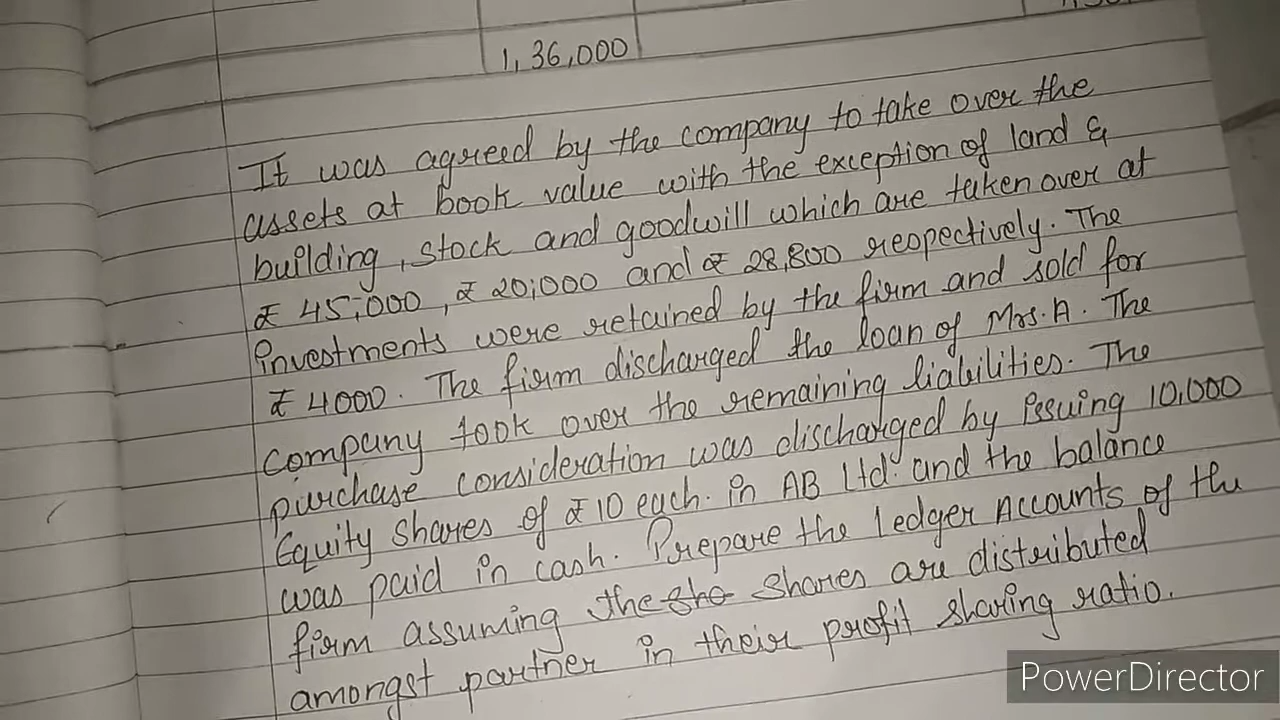 1,36,000
It was agreed by the company to take over the
assets at book value with the exception of land &
building, stock and goodwill which are taken over at
₹ 45,000, ₹ 20,000 and ₹ 28,800 respectively. The
investments were retained by the firm and sold for
₹ 4000. The firm discharged the loan of Mrs. A. The
company took over the remaining liabilities. The
purchase consideration was discharged by issuing 10,000
Equity shares of ₹ 10 each. in AB Ltd. and the balance
was paid in cash. Prepare the Ledger Accounts of the
firm assuming the sha shares are distributed
amongst partner in their profit sharing ratio.
PowerDirector